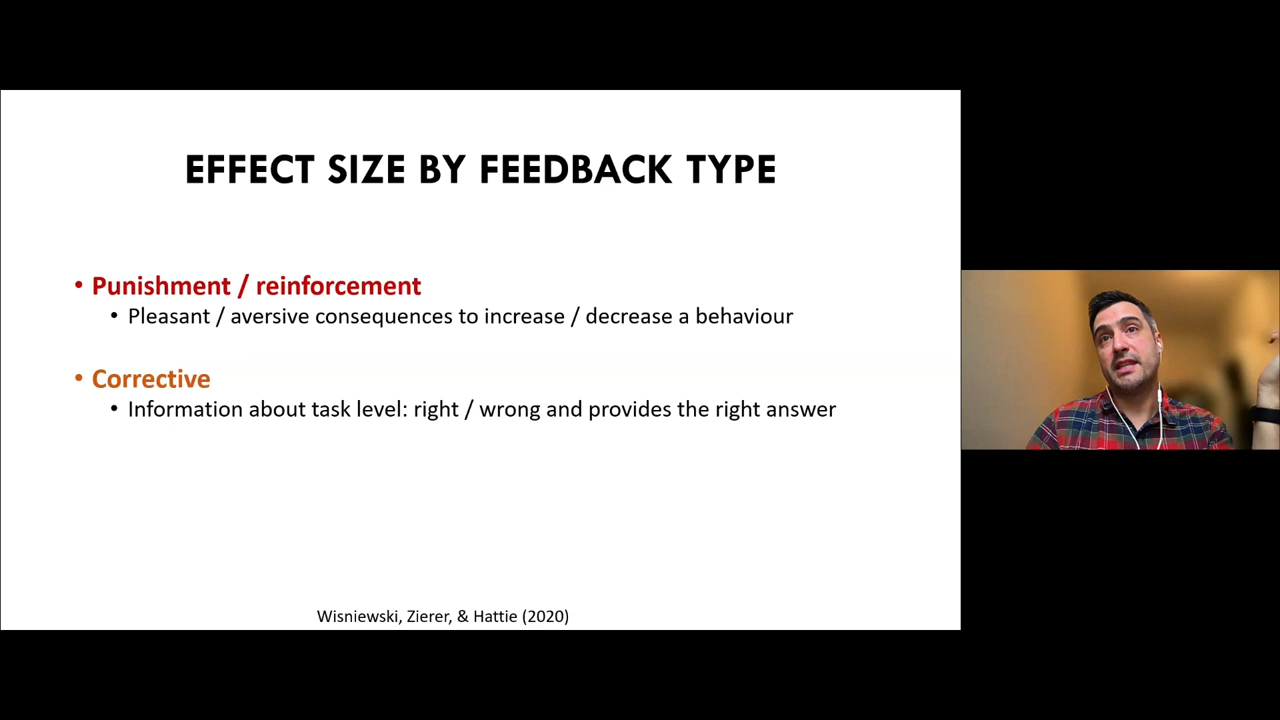 EFFECT SIZE BY FEEDBACK TYPE
• Punishment / reinforcement
• Pleasant / aversive consequences to increase / decrease a behaviour
• Corrective
• Information about task level: right / wrong and provides the right answer
Wisniewski, Zierer, & Hattie (2020)